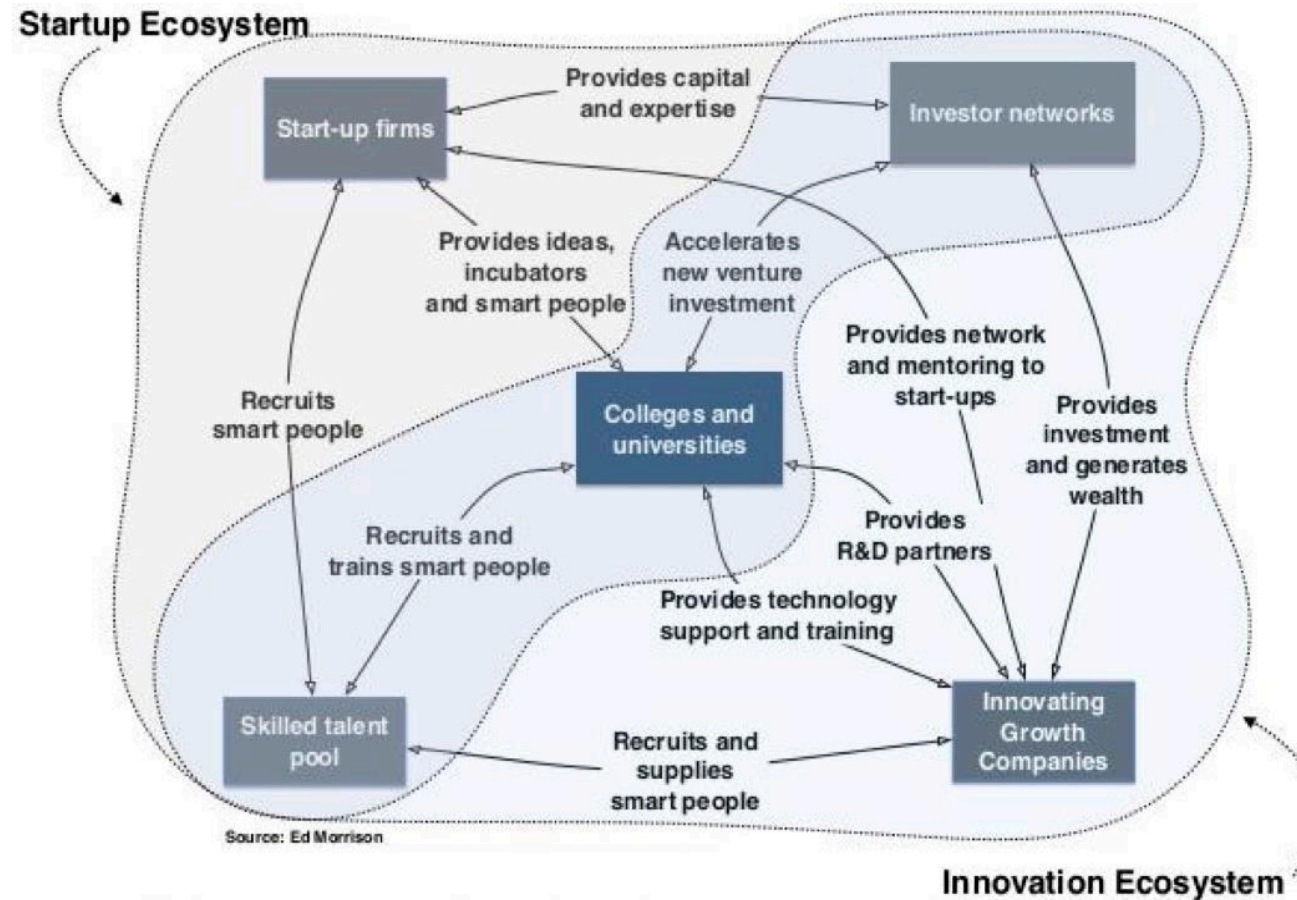 Startup Ecosystem
Start-up firms
Provides capital
and expertise
Investor networks
Provides ideas,
incubators
and smart people
Accelerates
new venture
investment
Provides network
and mentoring to
start-ups
Recruits
smart people
Colleges and
universities
Provides
investment
and generates
wealth
Recruits and
trains smart people
Provides
R&D partners
Provides technology
support and training
Skilled talent
pool
Recruits and
supplies
smart people
Innovating
Growth
Companies
Source: Ed Morrison
Innovation Ecosystem